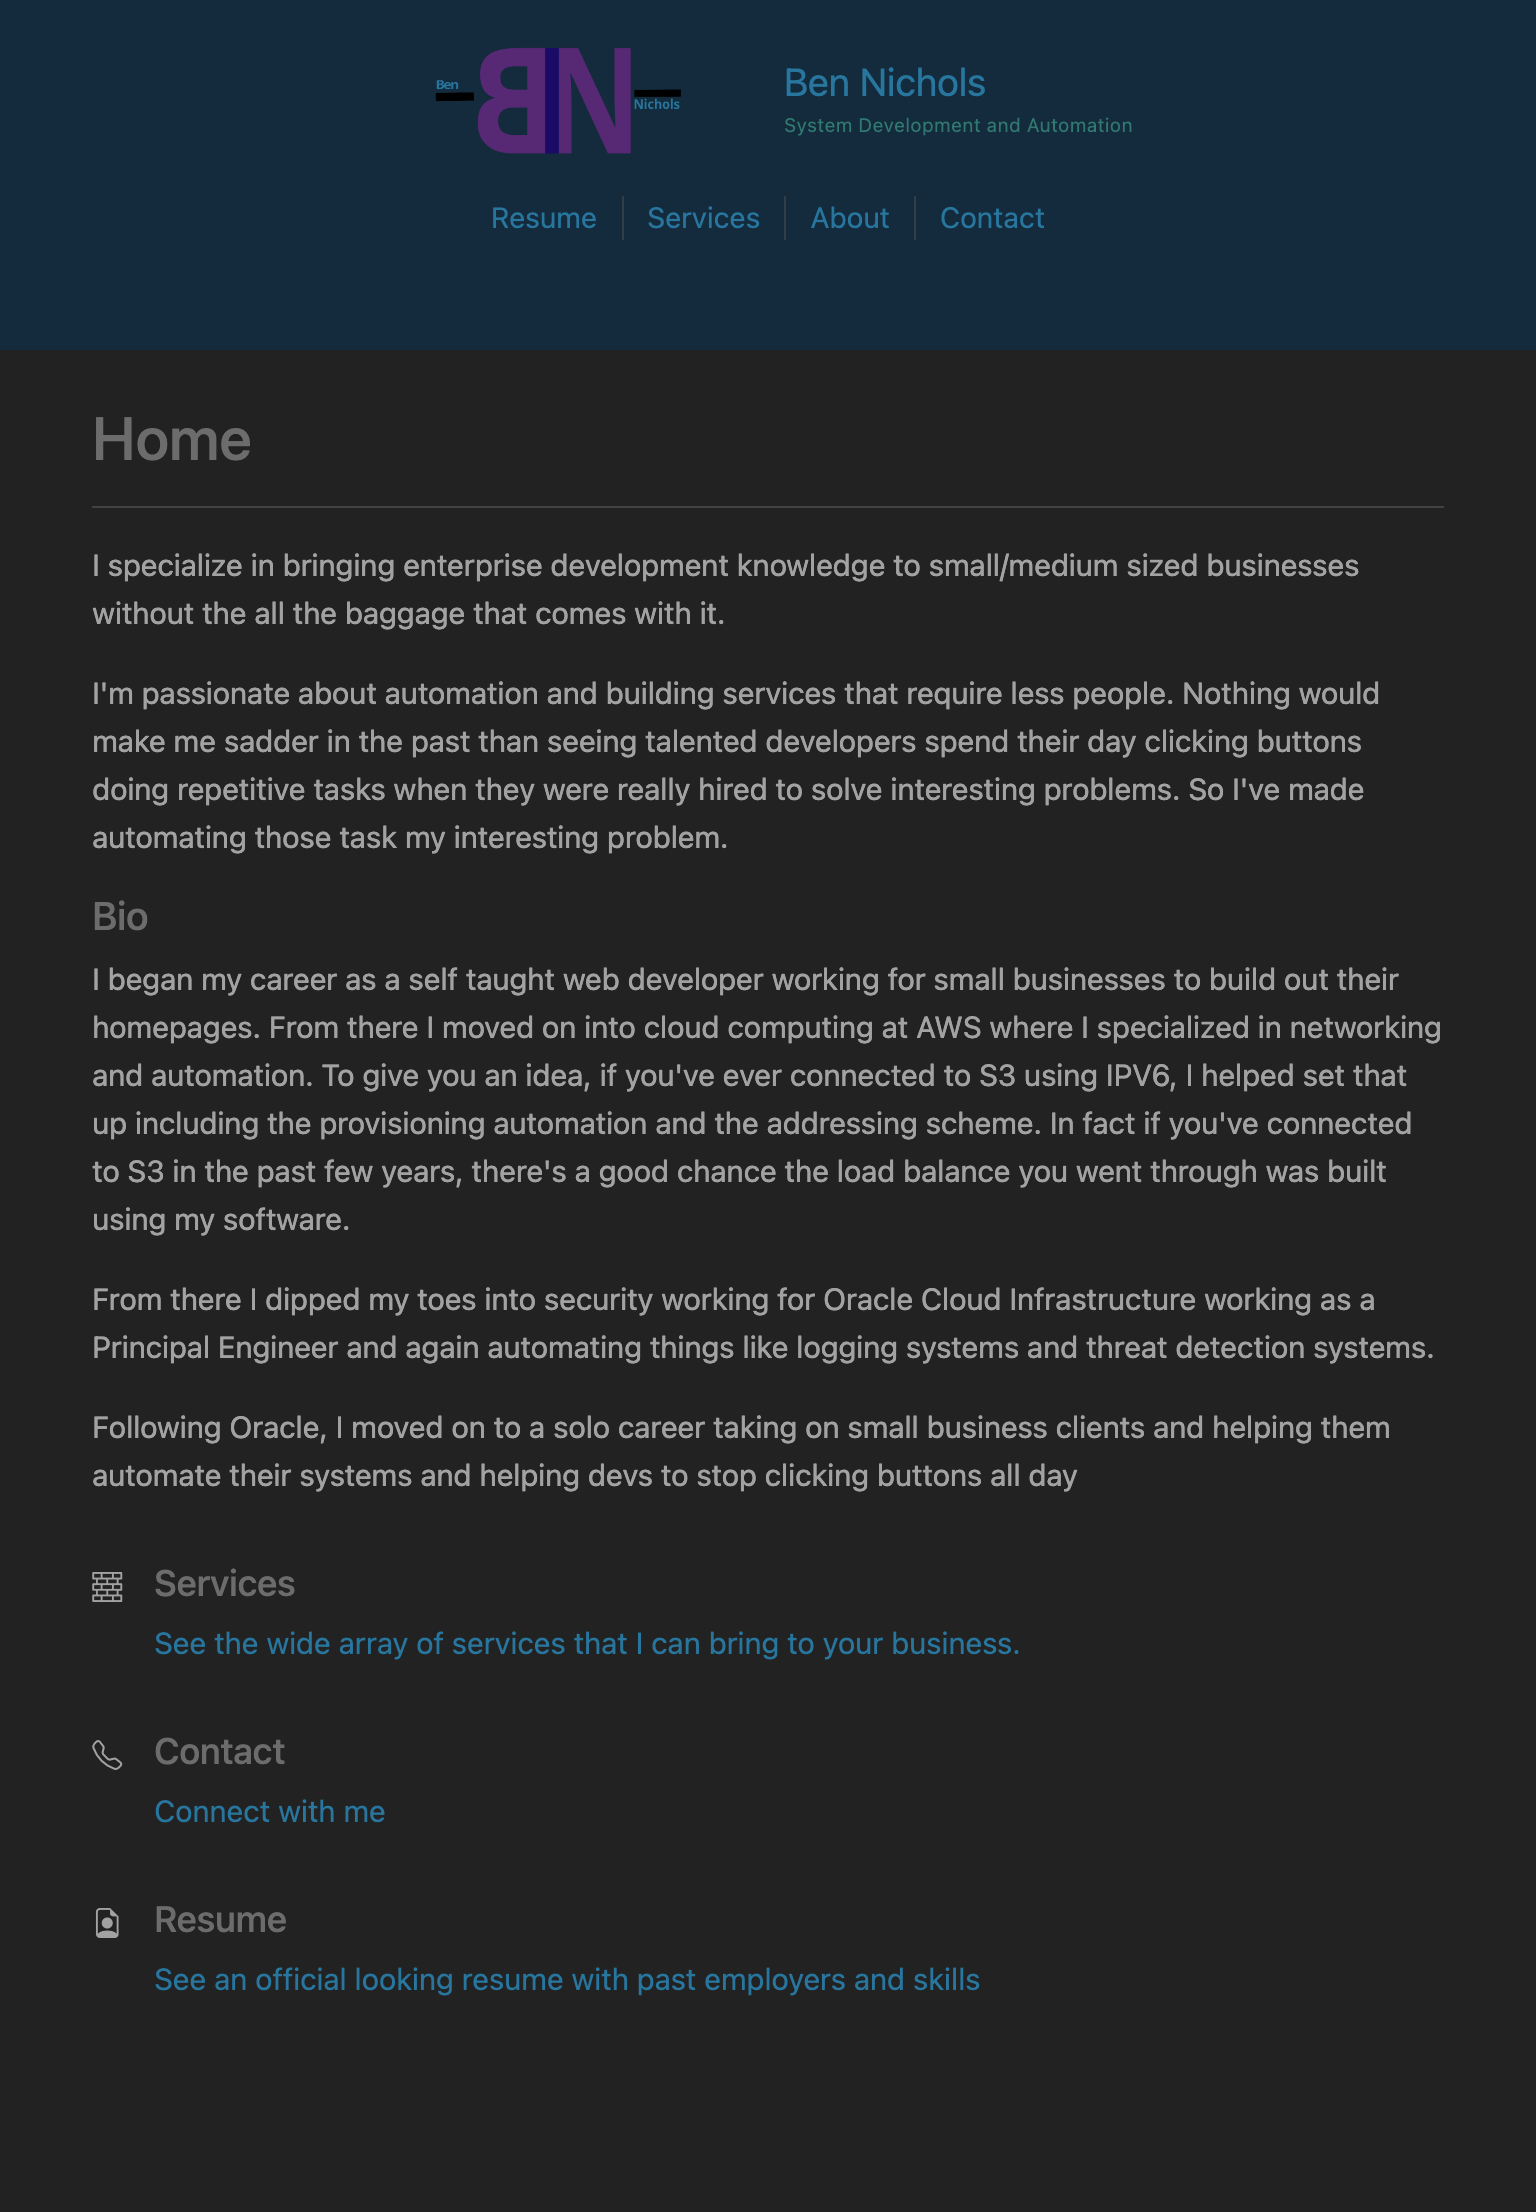 Ben
BN
Nichols
Ben Nichols
System Development and Automation
Resume
Services
About
Contact
Home
I specialize in bringing enterprise development knowledge to small/medium sized businesses
without the all the baggage that comes with it.
I'm passionate about automation and building services that require less people. Nothing would
make me sadder in the past than seeing talented developers spend their day clicking buttons
doing repetitive tasks when they were really hired to solve interesting problems. So I've made
automating those task my interesting problem.
Bio
I began my career as a self taught web developer working for small businesses to build out their
homepages. From there I moved on into cloud computing at AWS where I specialized in networking
and automation. To give you an idea, if you've ever connected to S3 using IPV6, I helped set that
up including the provisioning automation and the addressing scheme. In fact if you've connected
to S3 in the past few years, there's a good chance the load balance you went through was built
using my software.
From there I dipped my toes into security working for Oracle Cloud Infrastructure working as a
Principal Engineer and again automating things like logging systems and threat detection systems.
Following Oracle, I moved on to a solo career taking on small business clients and helping them
automate their systems and helping devs to stop clicking buttons all day
Services
See the wide array of services that I can bring to your business.
Contact
Connect with me
Resume
See an official looking resume with past employers and skills